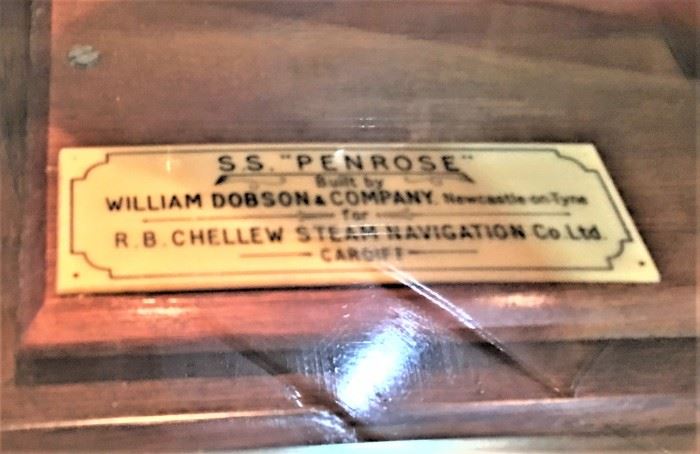 S.S. "PENROSE"
Built by
WILLIAM DOBSON & COMPANY. Newcastle-on-Tyne
for
R.B. CHELLEW STEAM NAVIGATION Co. Ltd.
CARDIFF